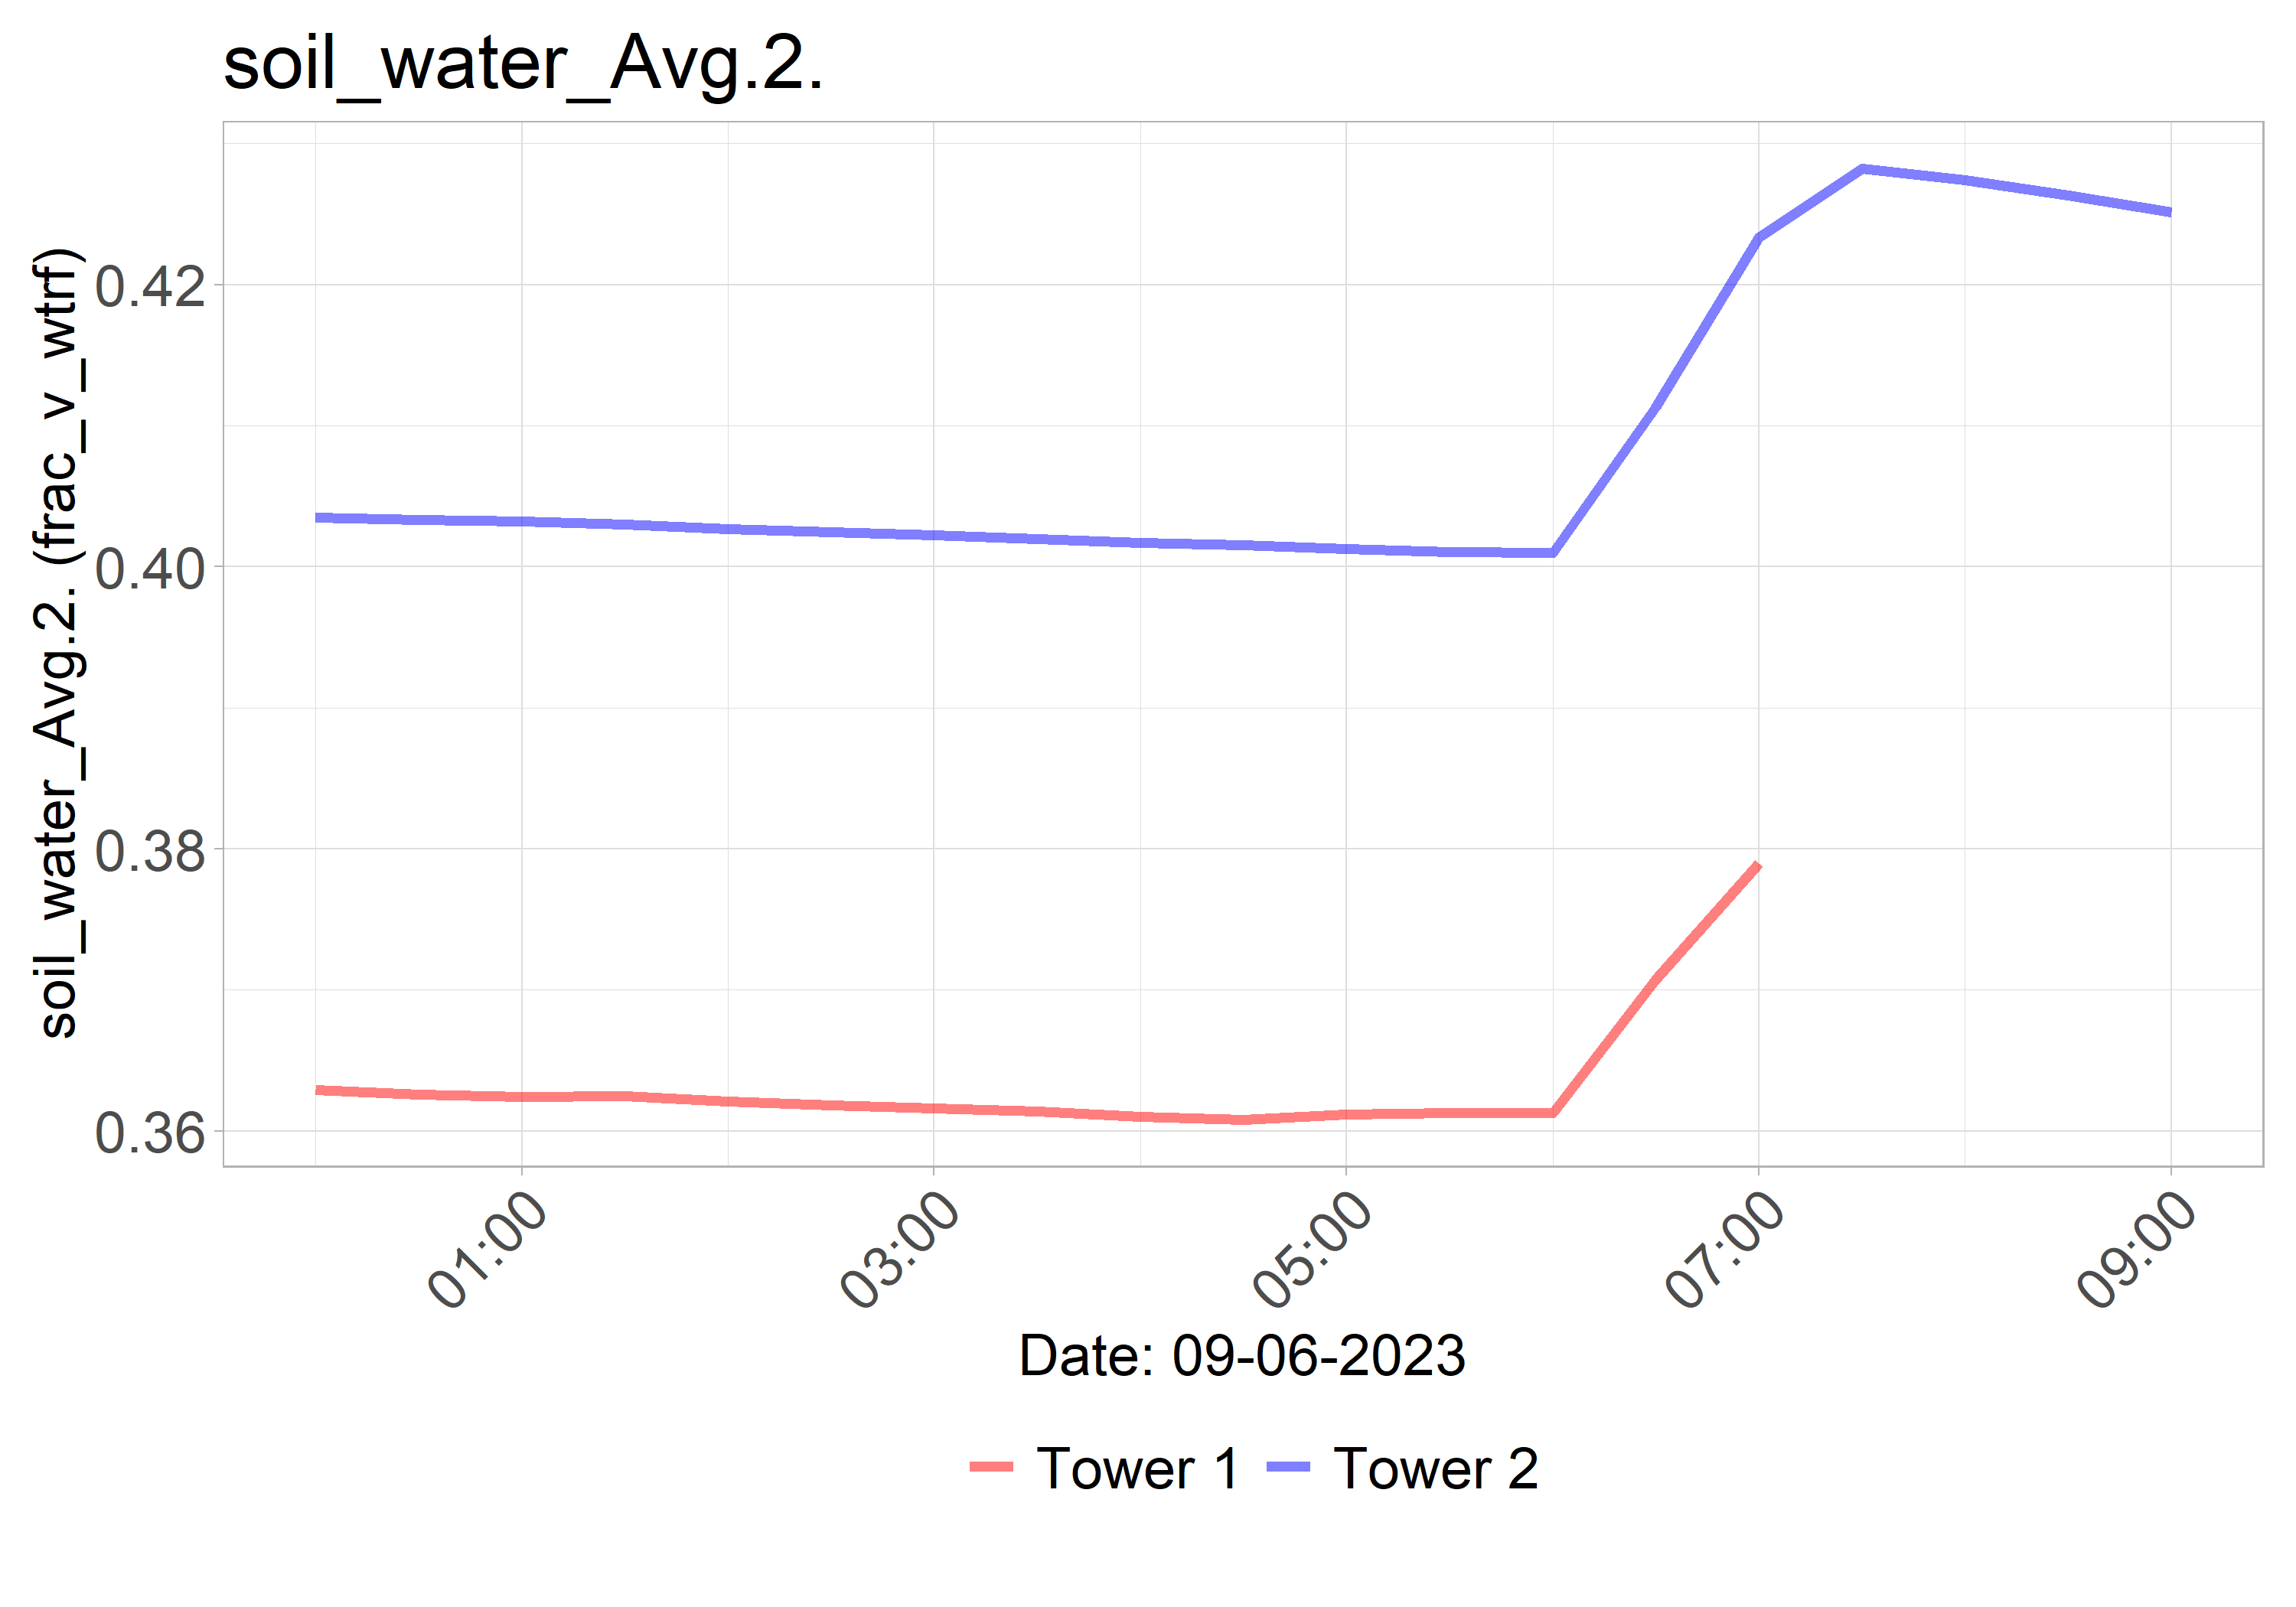 soil_water_Avg.2.
soil_water_Avg.2. (frac_v_wtrf)
0.42
0.40
0.38
0.36
01:00
03:00
05:00
07:00
09:00
Date: 09-06-2023
Tower 1
Tower 2